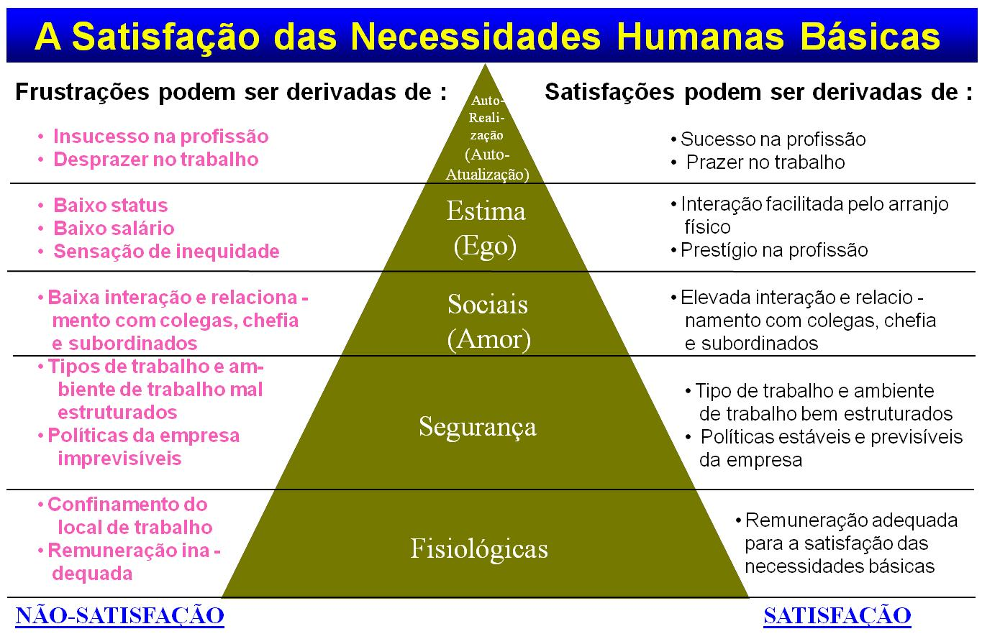 A Satisfação das Necessidades Humanas Básicas
Frustrações podem ser derivadas de :
• Insucesso na profissão
• Desprazer no trabalho
Auto-
Reali-
zação
(Auto-
Atualização)
Satisfações podem ser derivadas de :
• Sucesso na profissão
• Prazer no trabalho
• Baixo status
• Baixo salário
• Sensação de inequidade
Estima
(Ego)
• Interação facilitada pelo arranjo
físico
• Prestígio na profissão
• Baixa interação e relaciona -
mento com colegas, chefia
e subordinados
Sociais
(Amor)
• Elevada interação e relacio -
namento com colegas, chefia
e subordinados
• Tipos de trabalho e am-
biente de trabalho mal
estruturados
• Políticas da empresa
imprevisíveis
Segurança
• Tipo de trabalho e ambiente
de trabalho bem estruturados
• Políticas estáveis e previsíveis
da empresa
• Confinamento do
local de trabalho
• Remuneração ina -
dequada
Fisiológicas
• Remuneração adequada
para a satisfação das
necessidades básicas
NÃO-SATISFAÇÃO
SATISFAÇÃO